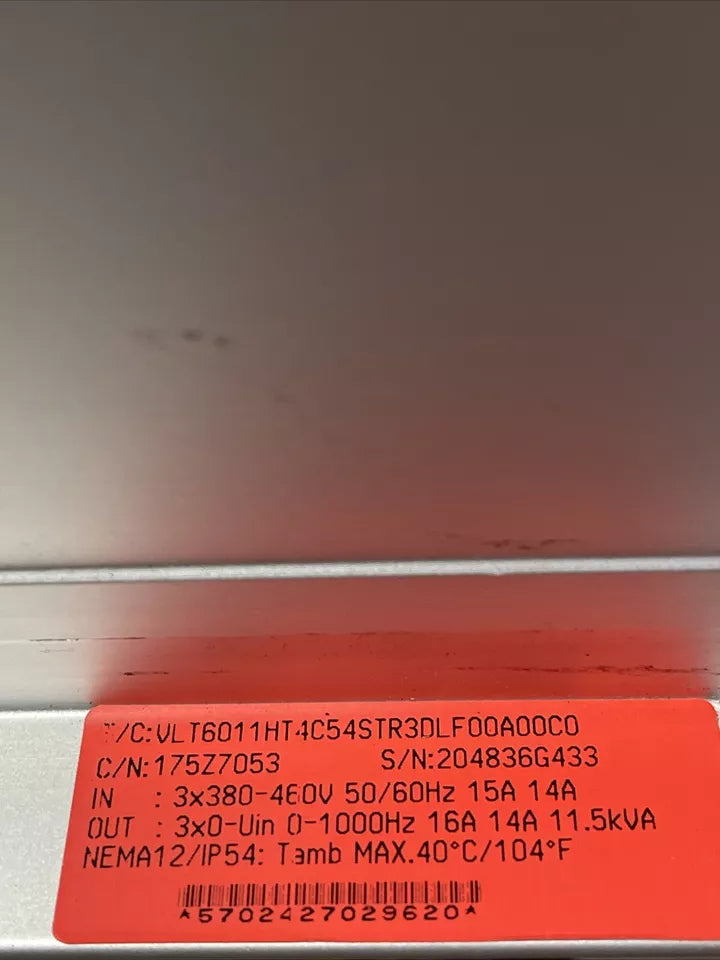 T/C:VLT6011HT4C54STR3DLF00A00C0
C/N:175Z7053 S/N:204836G433
IN : 3x380-460V 50/60Hz 15A 14A
OUT : 3x0-Uin 0-1000Hz 16A 14A 11.5kVA
NEMA12/IP54: Tamb MAX.40°C/104°F
*5702427029620*